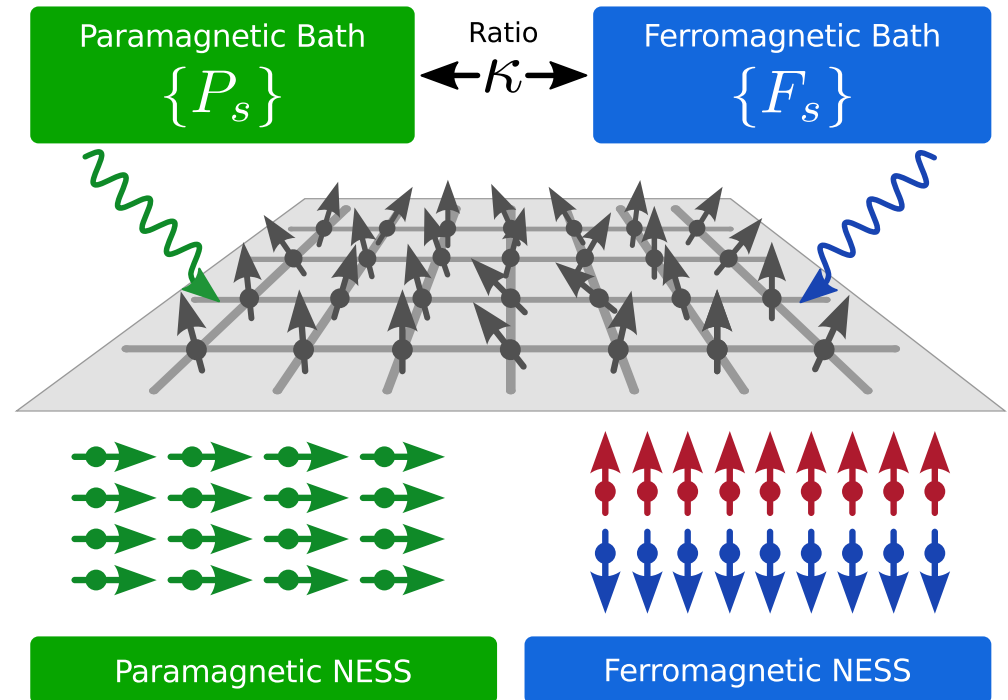 Paramagnetic Bath
{P_s}
Ratio
κ
Ferromagnetic Bath
{F_s}
Paramagnetic NESS
Ferromagnetic NESS